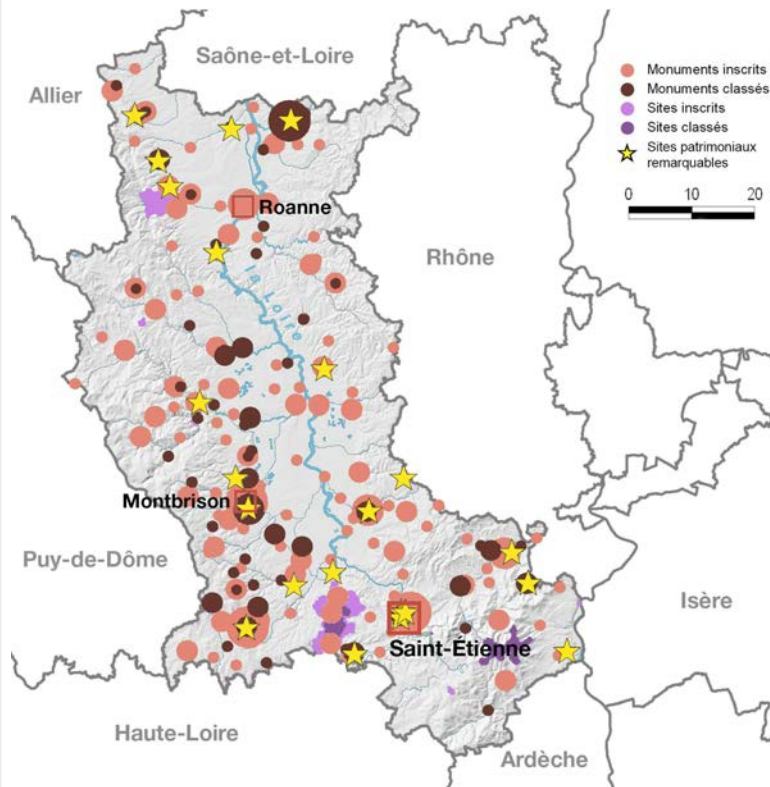 Saône-et-Loire
Allier
Monuments inscrits
Monuments classés
Sites inscrits
Sites classés
Sites patrimoniaux
remarquables
0 10 20
Roanne
Rhône
la Loire
Montbrison
Puy-de-Dôme
Isère
Saint-Étienne
Haute-Loire
Ardèche